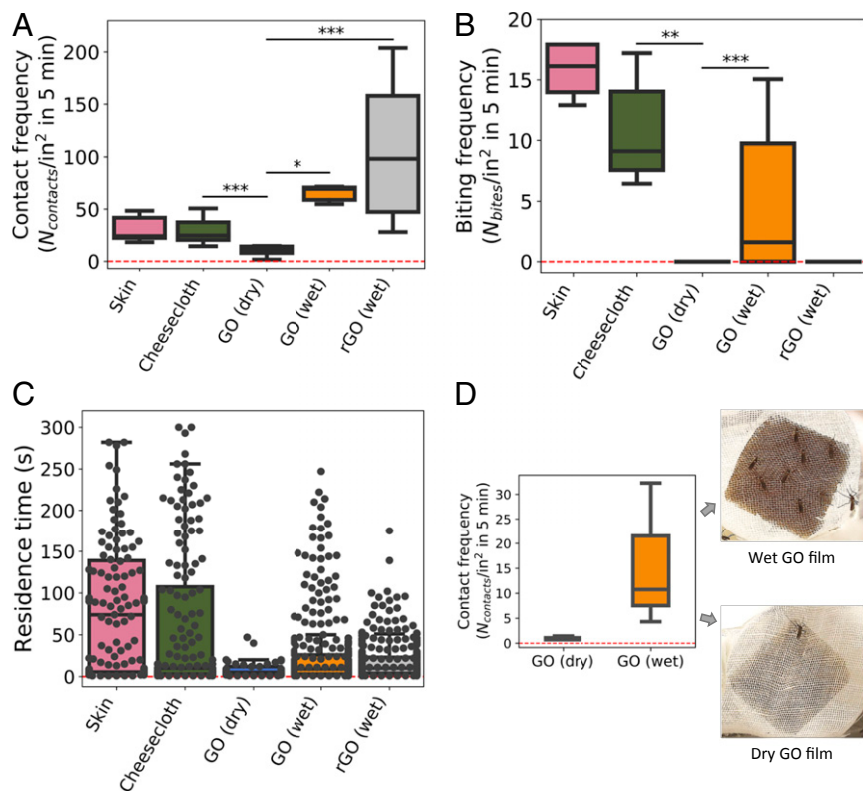 A
Contact frequency
(N_contacts/in² in 5 min)
200
150
100
50
0
***
*
***
Skin
Cheesecloth
GO (dry)
GO (wet)
rGO (wet)
B
Biting frequency
(N_bites/in² in 5 min)
20
15
10
5
0
**
***
Skin
Cheesecloth
GO (dry)
GO (wet)
rGO (wet)
C
Residence time (s)
300
250
200
150
100
50
0
Skin
Cheesecloth
GO (dry)
GO (wet)
rGO (wet)
D
Contact frequency
(N_contacts/in² in 5 min)
30
25
20
15
10
5
0
GO (dry)
GO (wet)
Wet GO film
Dry GO film